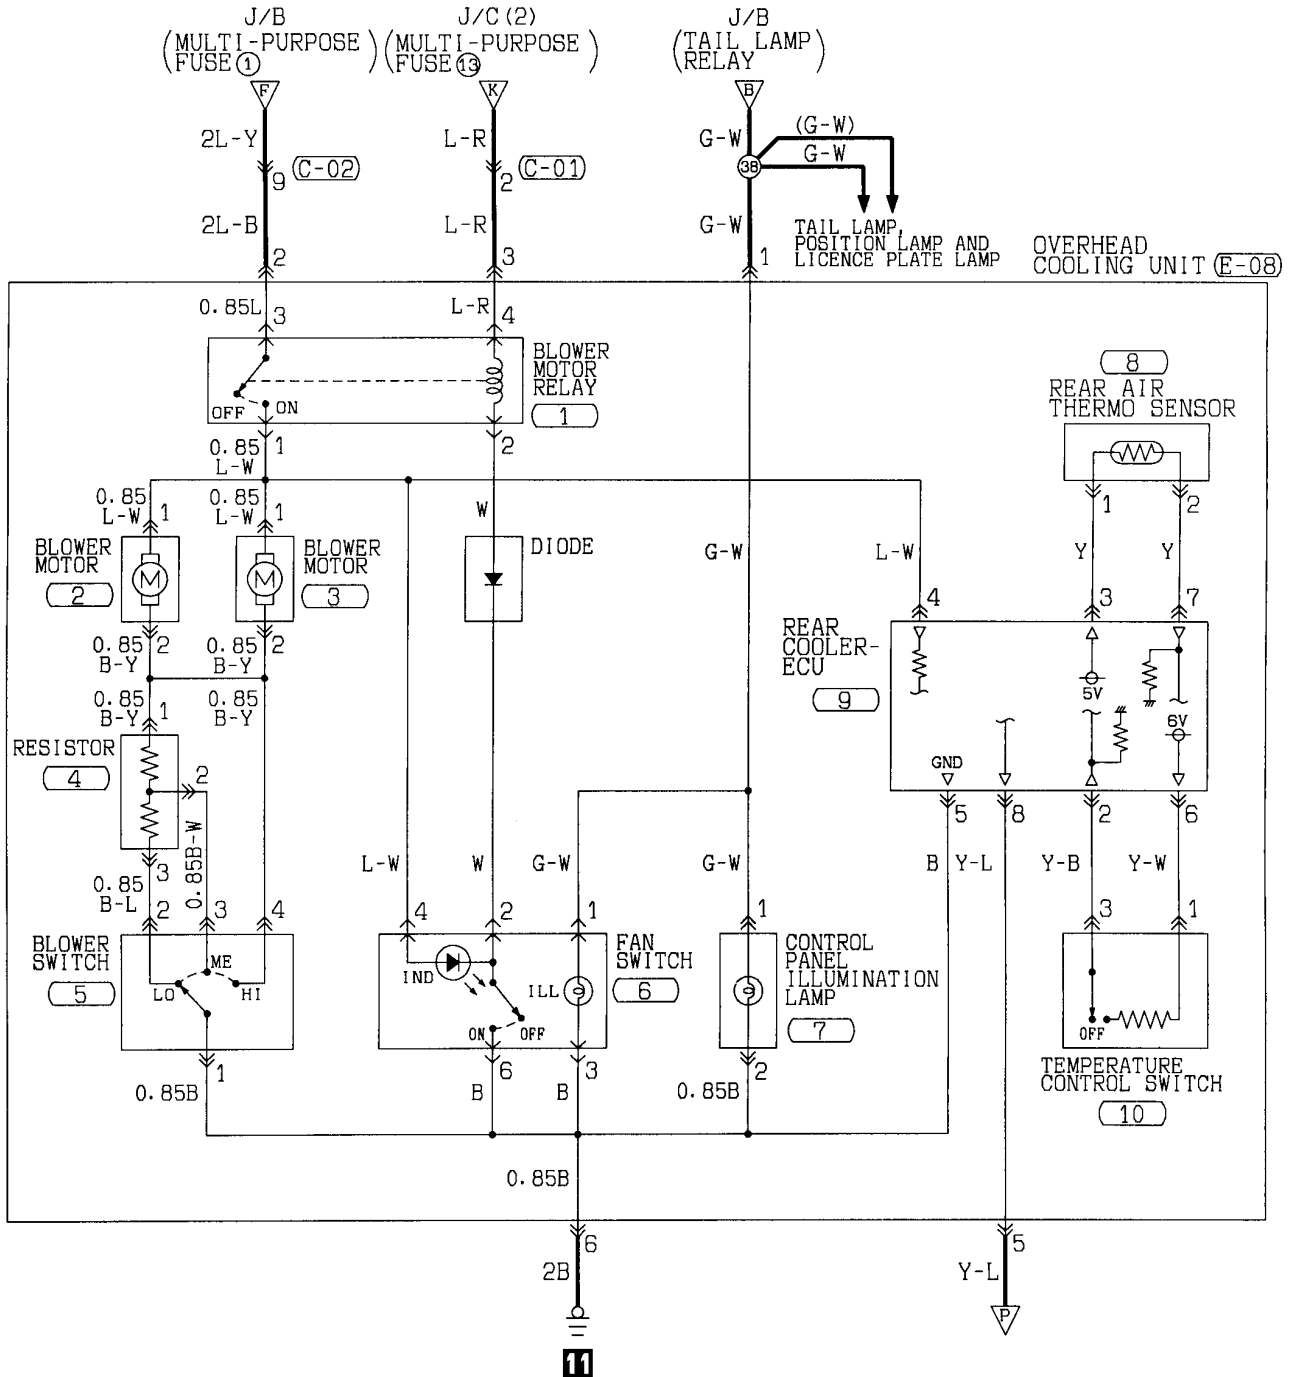 J/B
(MULTI-PURPOSE
FUSE ①)
J/C (2)
(MULTI-PURPOSE
FUSE ⑬)
J/B
(TAIL LAMP
RELAY)
F
K
B
2L-Y
L-R
G-W
(G-W)
G-W
38
9
C-02
2
C-01
2L-B
L-R
G-W
TAIL LAMP,
POSITION LAMP AND
LICENCE PLATE LAMP
2
3
1
OVERHEAD
COOLING UNIT
E-08
0.85L
3
L-R
4
BLOWER
MOTOR
RELAY
1
OFF
ON
8
REAR AIR
THERMO SENSOR
0.85
L-W
1
2
1
2
0.85
L-W
1
0.85
L-W
1
W
BLOWER
MOTOR
2
M
M
BLOWER
MOTOR
3
DIODE
G-W
L-W
Y
Y
4
3
7
0.85
B-Y
2
0.85
B-Y
2
REAR
COOLER-
ECU
9
5V
6V
GND
0.85
B-Y
1
0.85
B-Y
RESISTOR
4
2
5
8
2
6
3
0.85
B-L
0.85B-W
L-W
W
G-W
G-W
B
Y-L
Y-B
Y-W
2
3
4
4
2
1
1
3
1
BLOWER
SWITCH
5
LO
ME
HI
IND
ILL
ON
OFF
FAN
SWITCH
6
CONTROL
PANEL
ILLUMINATION
LAMP
7
OFF
1
6
3
2
0.85B
B
B
0.85B
TEMPERATURE
CONTROL SWITCH
10
0.85B
6
5
2B
Y-L
P
11